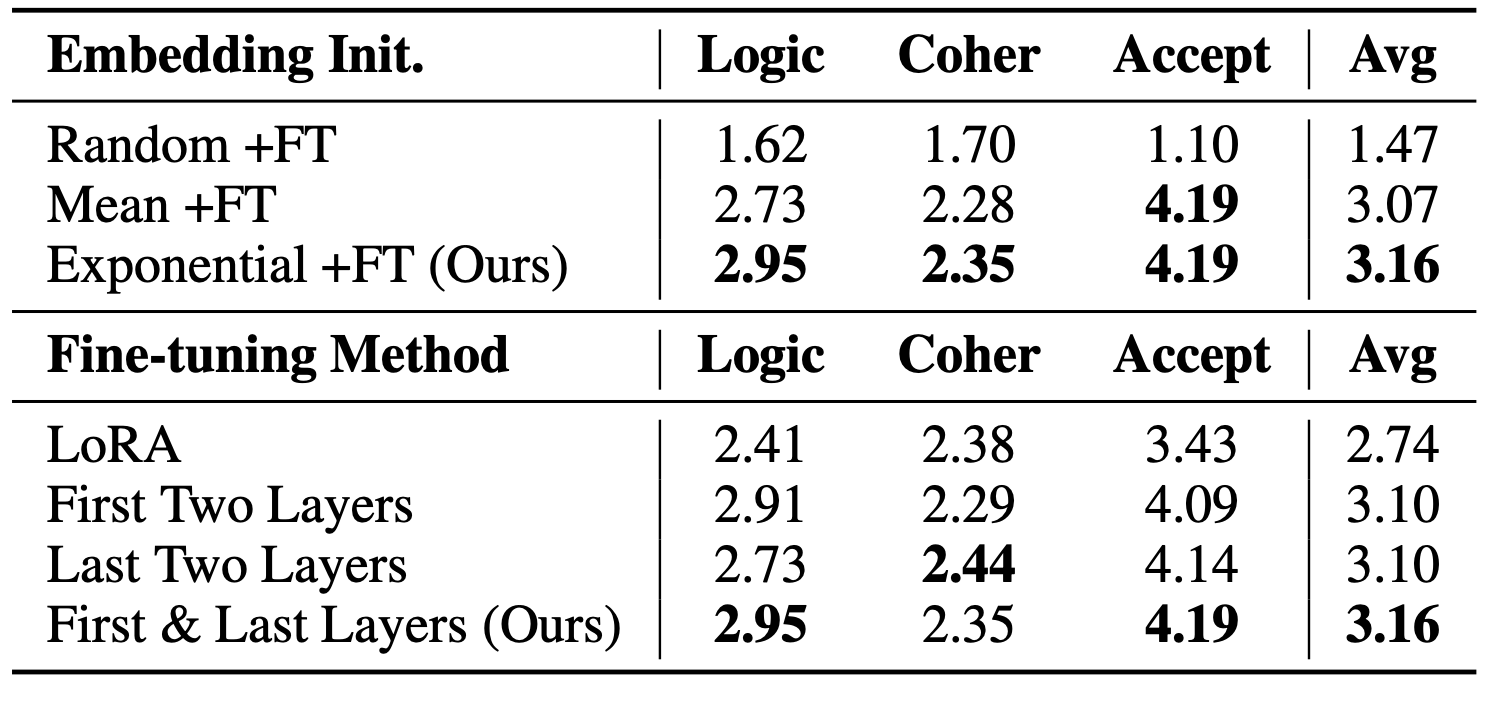 Embedding Init. Logic Coher Accept Avg
Random +FT 1.62 1.70 1.10 1.47
Mean +FT 2.73 2.28 4.19 3.07
Exponential +FT (Ours) 2.95 2.35 4.19 3.16
Fine-tuning Method Logic Coher Accept Avg
LoRA 2.41 2.38 3.43 2.74
First Two Layers 2.91 2.29 4.09 3.10
Last Two Layers 2.73 2.44 4.14 3.10
First & Last Layers (Ours) 2.95 2.35 4.19 3.16